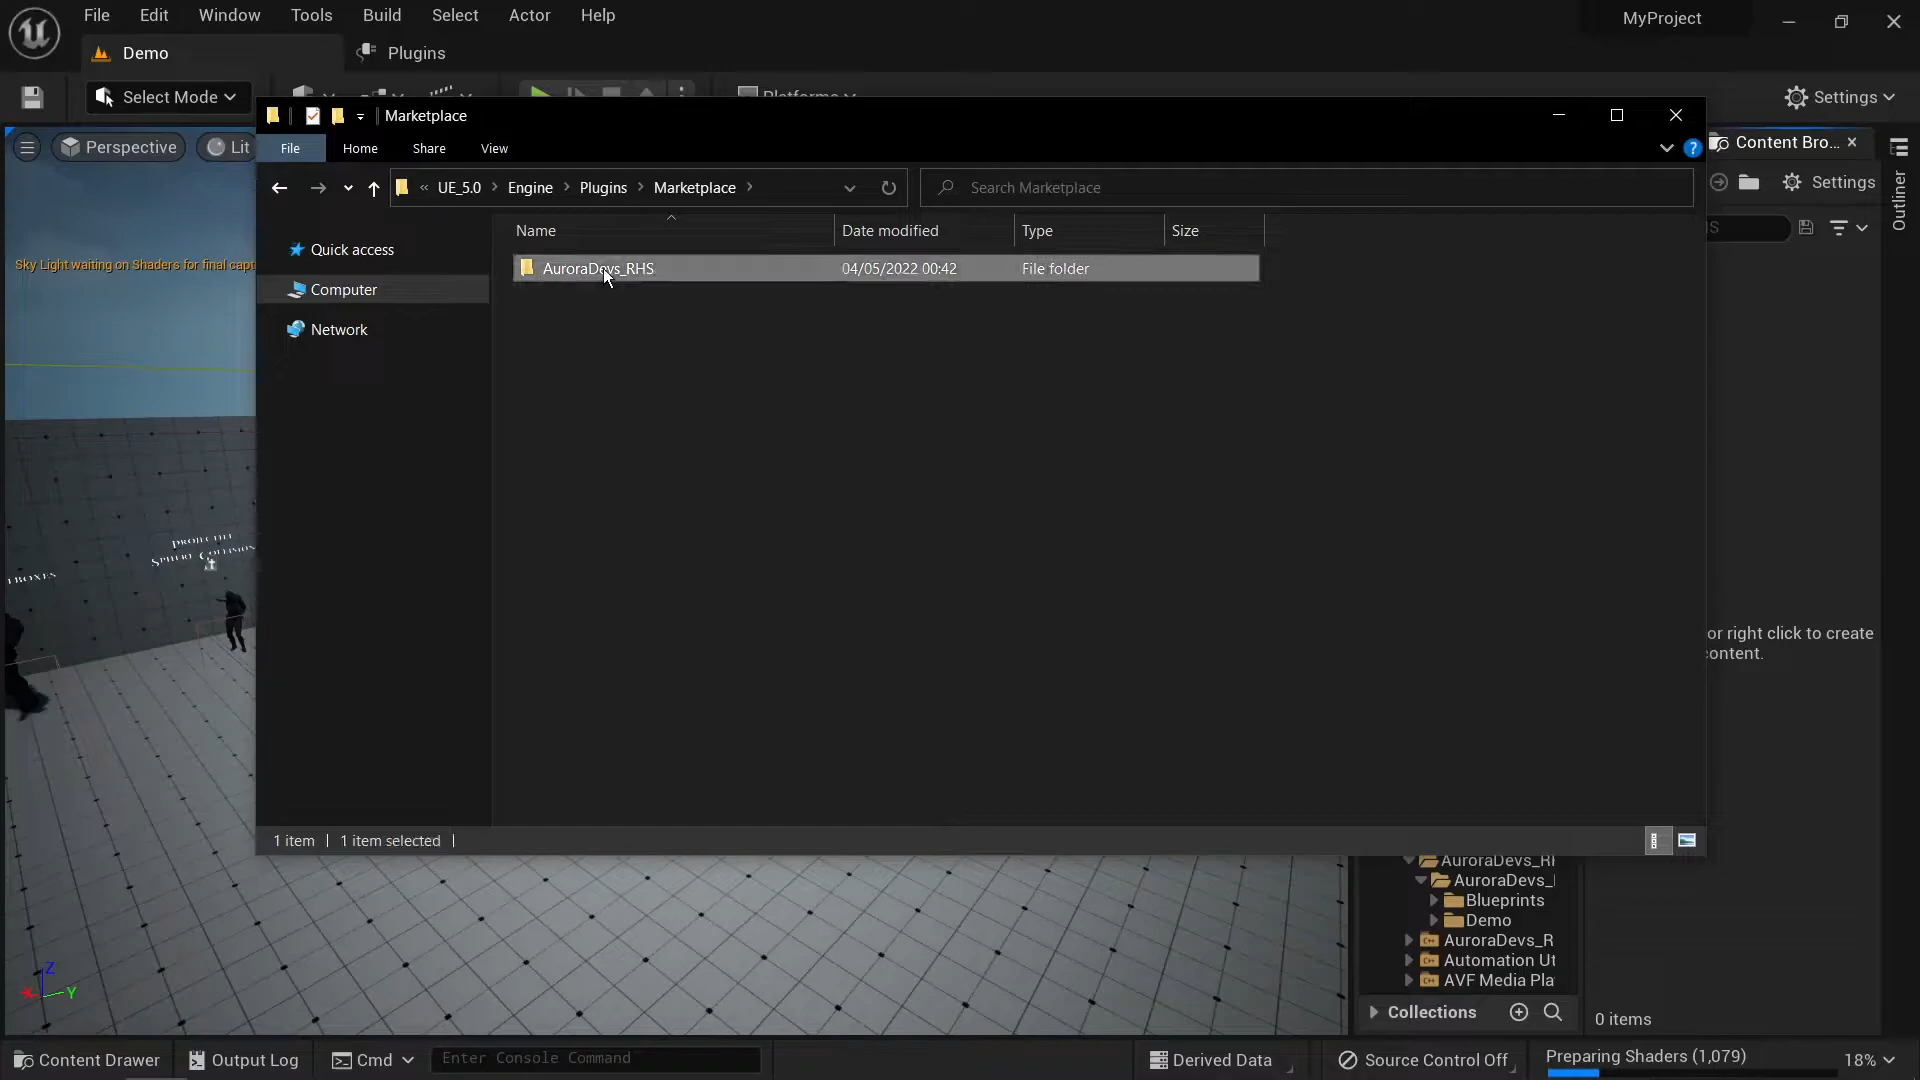 File Edit Window Tools Build Select Actor Help
MyProject
Demo
Plugins
Select Mode
Settings
Marketplace
Perspective
Lit
File Home Share View
Content Bro...
UE_5.0 Engine Plugins Marketplace
Search Marketplace
Settings
Outliner
Name Date modified Type Size
Quick access
AuroraDevs_RHS 04/05/2022 00:42 File folder
Sky Light waiting on Shaders for final capt
Computer
Network
Sphere Collision
or right click to create
content.
1 item 1 item selected
AuroraDevs_RH
AuroraDevs_
Blueprints
Demo
AuroraDevs_R
Automation Ut
AVF Media Pla
Z
X Y
Collections
0 items
Content Drawer Output Log Cmd Enter Console Command Derived Data Source Control Off Preparing Shaders (1,079) 18%